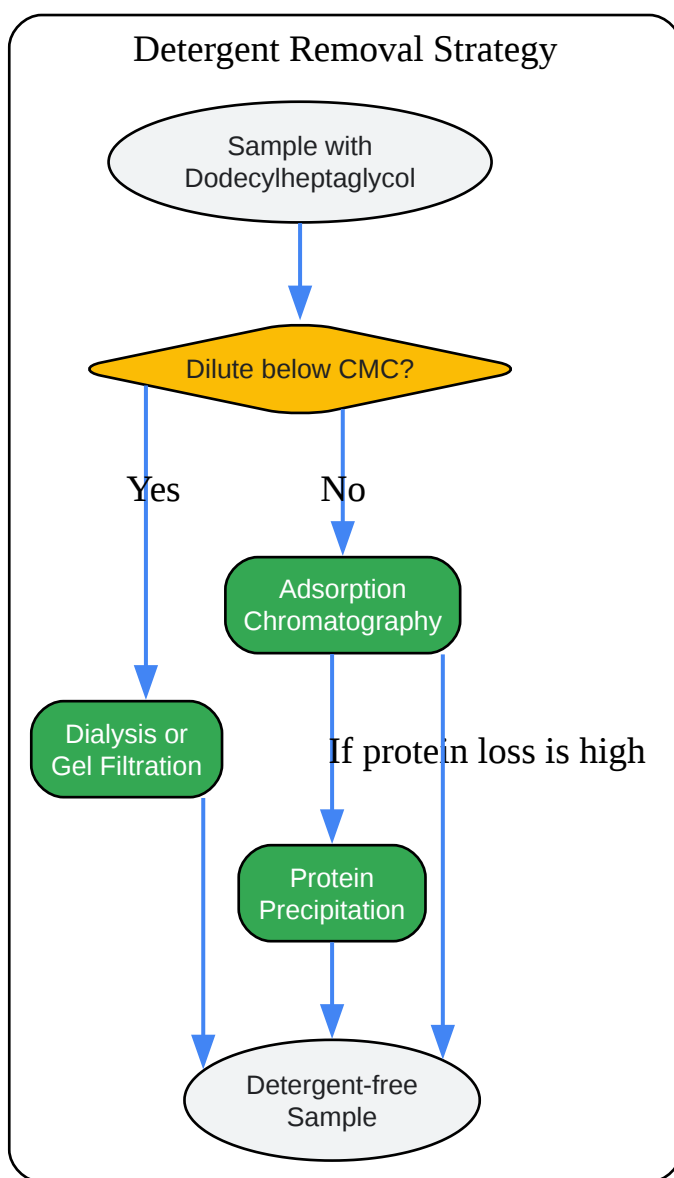 Detergent Removal Strategy
Sample with
Dodecylheptaglycol
Dilute below CMC?
Yes
No
Adsorption
Chromatography
Dialysis or
Gel Filtration
If protein loss is high
Protein
Precipitation
Detergent-free
Sample